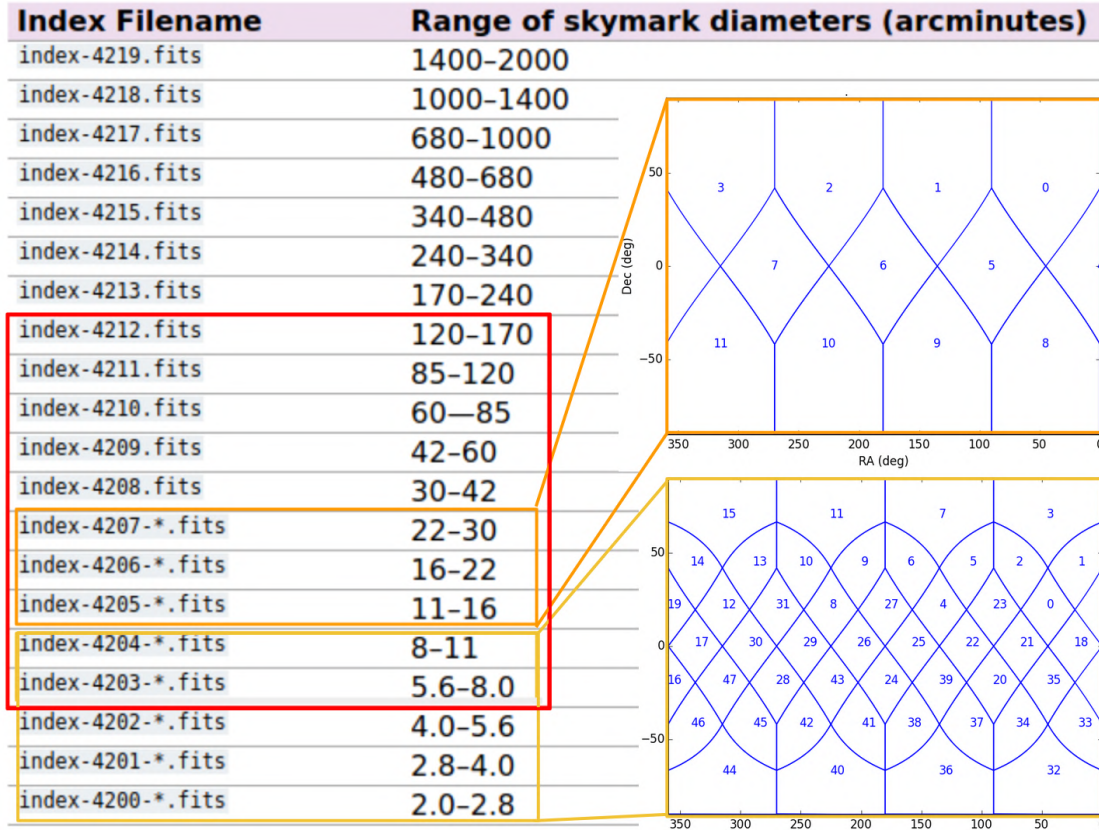 Index Filename Range of skymark diameters (arcminutes)
index-4219.fits 1400–2000
index-4218.fits 1000–1400
index-4217.fits 680–1000
index-4216.fits 480–680
index-4215.fits 340–480
index-4214.fits 240–340
index-4213.fits 170–240
index-4212.fits 120–170
index-4211.fits 85–120
index-4210.fits 60—85
index-4209.fits 42–60
index-4208.fits 30–42
index-4207-*.fits 22–30
index-4206-*.fits 16–22
index-4205-*.fits 11–16
index-4204-*.fits 8–11
index-4203-*.fits 5.6–8.0
index-4202-*.fits 4.0–5.6
index-4201-*.fits 2.8–4.0
index-4200-*.fits 2.0–2.8
50
3 2 1 0
Dec (deg)
0
7 6 5
11 10 9 8
−50
350 300 250 200 150 100 50 0
RA (deg)
15 11 7 3
50
14 13 10 9 6 5 2 1
19 12 31 8 27 4 23 0
0
17 30 29 26 25 22 21 18
16 47 28 43 24 39 20 35
46 45 42 41 38 37 34 33
−50
44 40 36 32
350 300 250 200 150 100 50